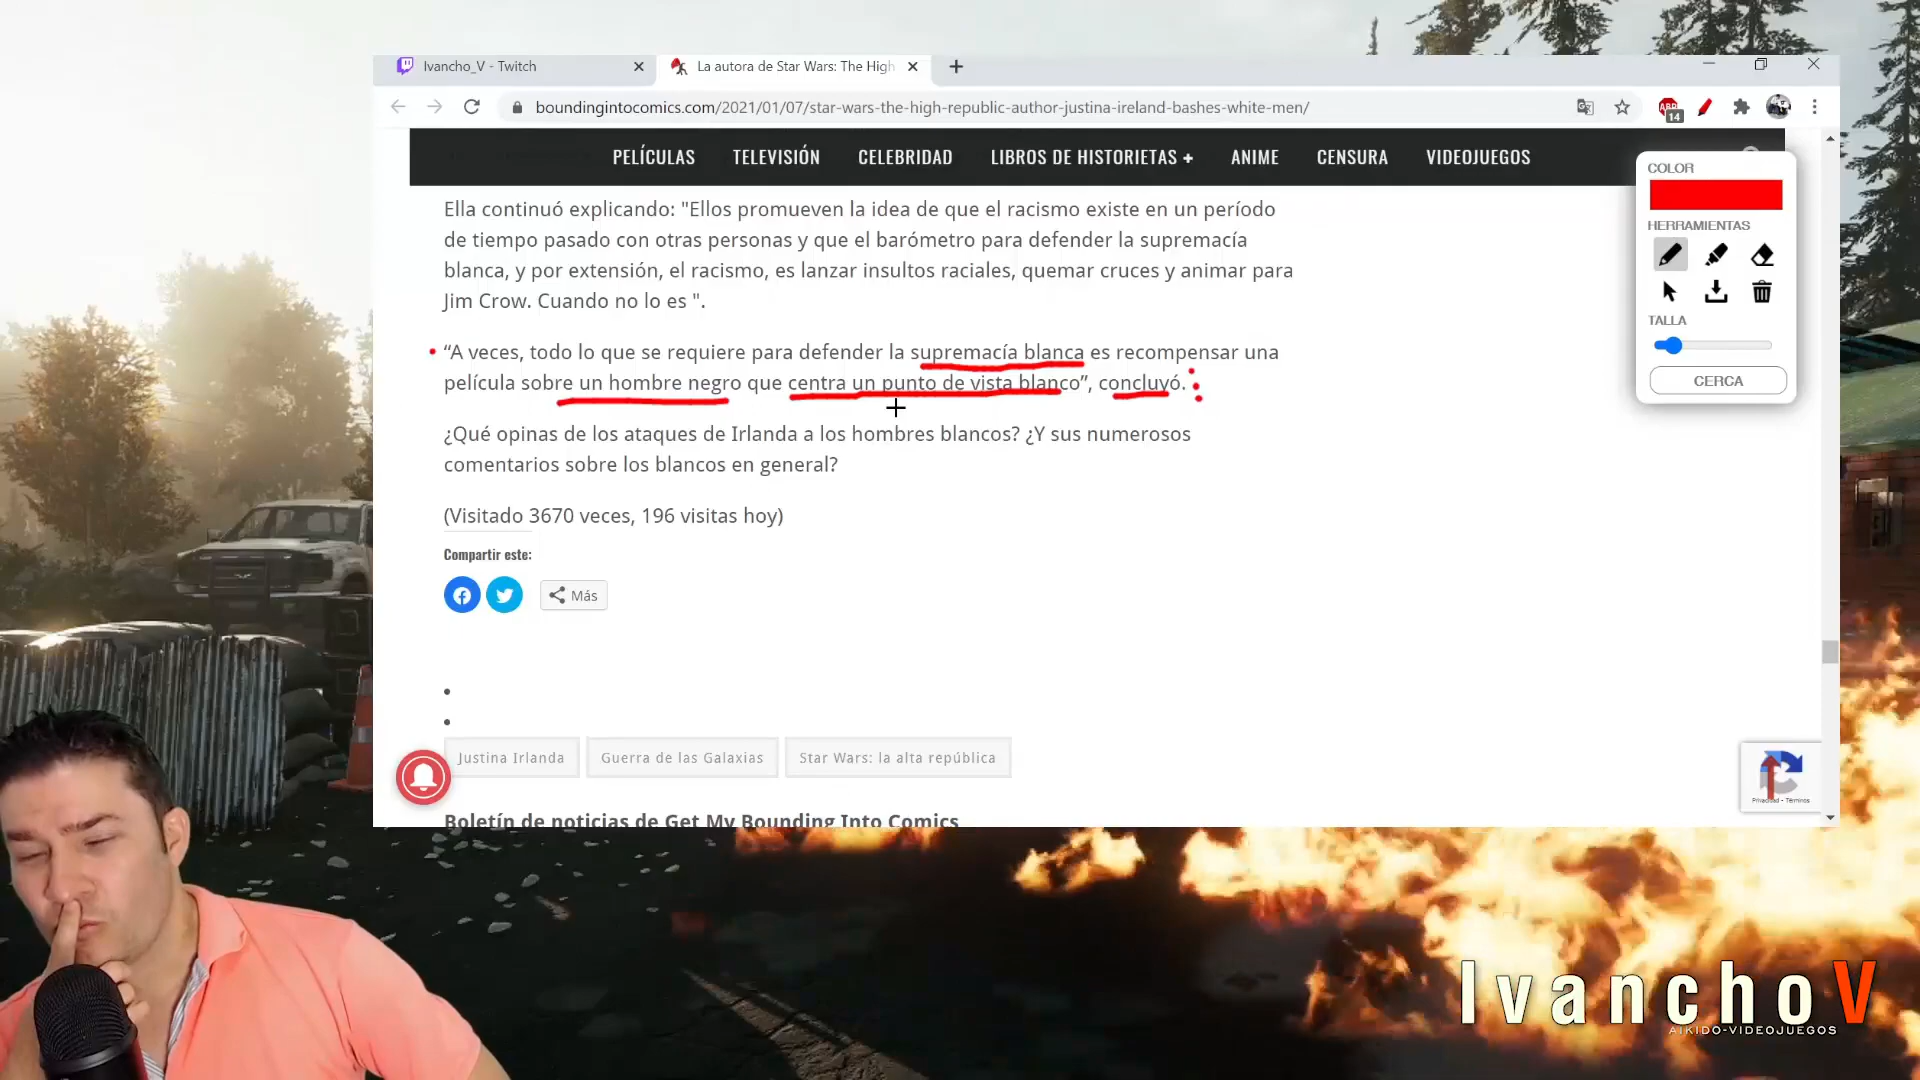 Ivancho_V - Twitch
La autora de Star Wars: The High
boundingintocomics.com/2021/01/07/star-wars-the-high-republic-author-justina-ireland-bashes-white-men/
ABP
14
PELÍCULAS
TELEVISIÓN
CELEBRIDAD
LIBROS DE HISTORIETAS +
ANIME
CENSURA
VIDEOJUEGOS
COLOR
HERRAMIENTAS
TALLA
CERCA
Ella continuó explicando: "Ellos promueven la idea de que el racismo existe en un período
de tiempo pasado con otras personas y que el barómetro para defender la supremacía
blanca, y por extensión, el racismo, es lanzar insultos raciales, quemar cruces y animar para
Jim Crow. Cuando no lo es ".
“A veces, todo lo que se requiere para defender la supremacía blanca es recompensar una
película sobre un hombre negro que centra un punto de vista blanco”, concluyó.
¿Qué opinas de los ataques de Irlanda a los hombres blancos? ¿Y sus numerosos
comentarios sobre los blancos en general?
(Visitado 3670 veces, 196 visitas hoy)
Compartir este:
Más
Justina Irlanda
Guerra de las Galaxias
Star Wars: la alta república
Privacidad • Términos
Boletín de noticias de Get My Bounding Into Comics
IvanchoV
AIKIDO-VIDEOJUEGOS